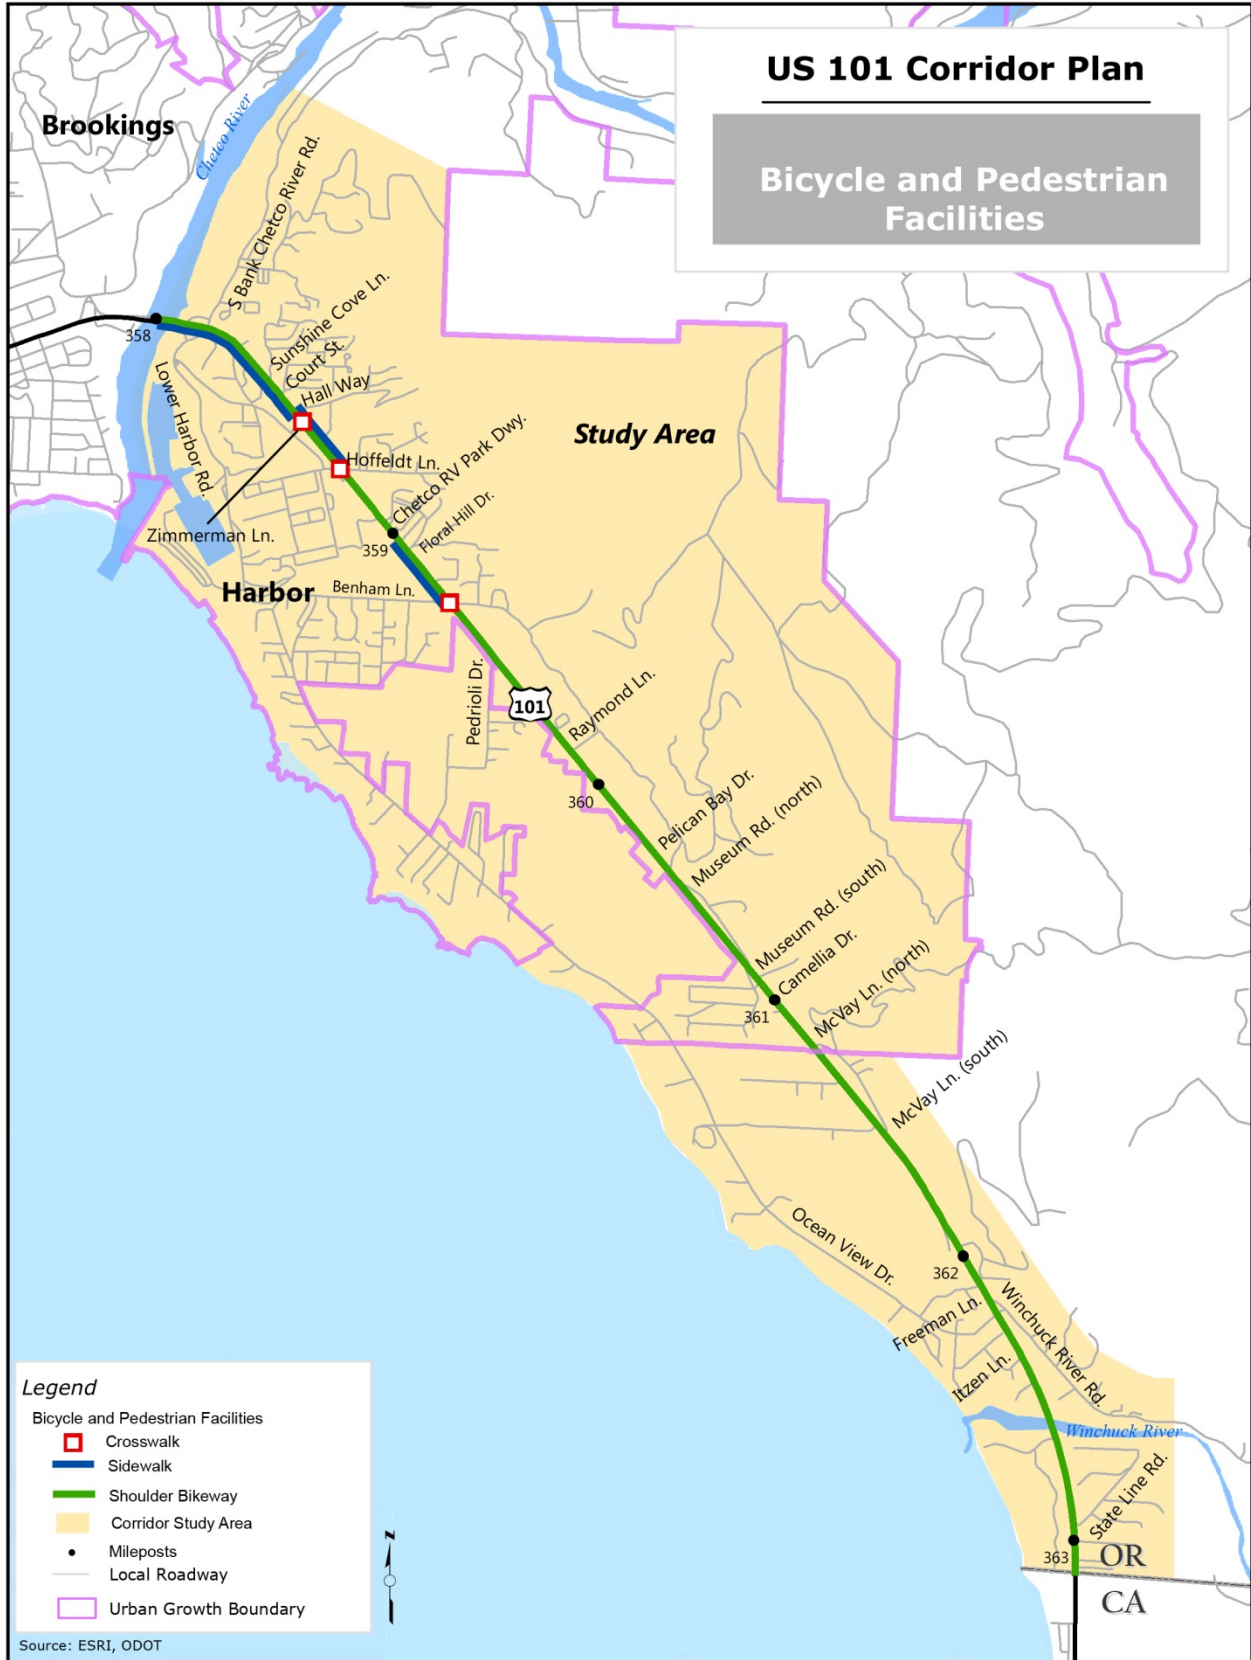 US 101 Corridor Plan
Bicycle and Pedestrian
Facilities
Brookings
Chetco River
S Bank Chetco River Rd.
358
Sunshine Cove Ln.
Court St.
Hall Way
Lower Harbor Rd.
Study Area
Hoffeldt Ln.
Chetco RV Park Dwy.
Zimmerman Ln.
359
Floral Hill Dr.
Harbor
Benham Ln.
Pedrioli Dr.
101
Raymond Ln.
360
Pelican Bay Dr.
Museum Rd. (north)
Museum Rd. (south)
Camellia Dr.
361
McVay Ln. (north)
McVay Ln. (south)
Ocean View Dr.
362
Freeman Ln.
Winchuck River Rd.
Itzen Ln.
Winchuck River
State Line Rd.
363
OR
CA
Legend
Bicycle and Pedestrian Facilities
Crosswalk
Sidewalk
Shoulder Bikeway
Corridor Study Area
Mileposts
Local Roadway
Urban Growth Boundary
Source: ESRI, ODOT
z